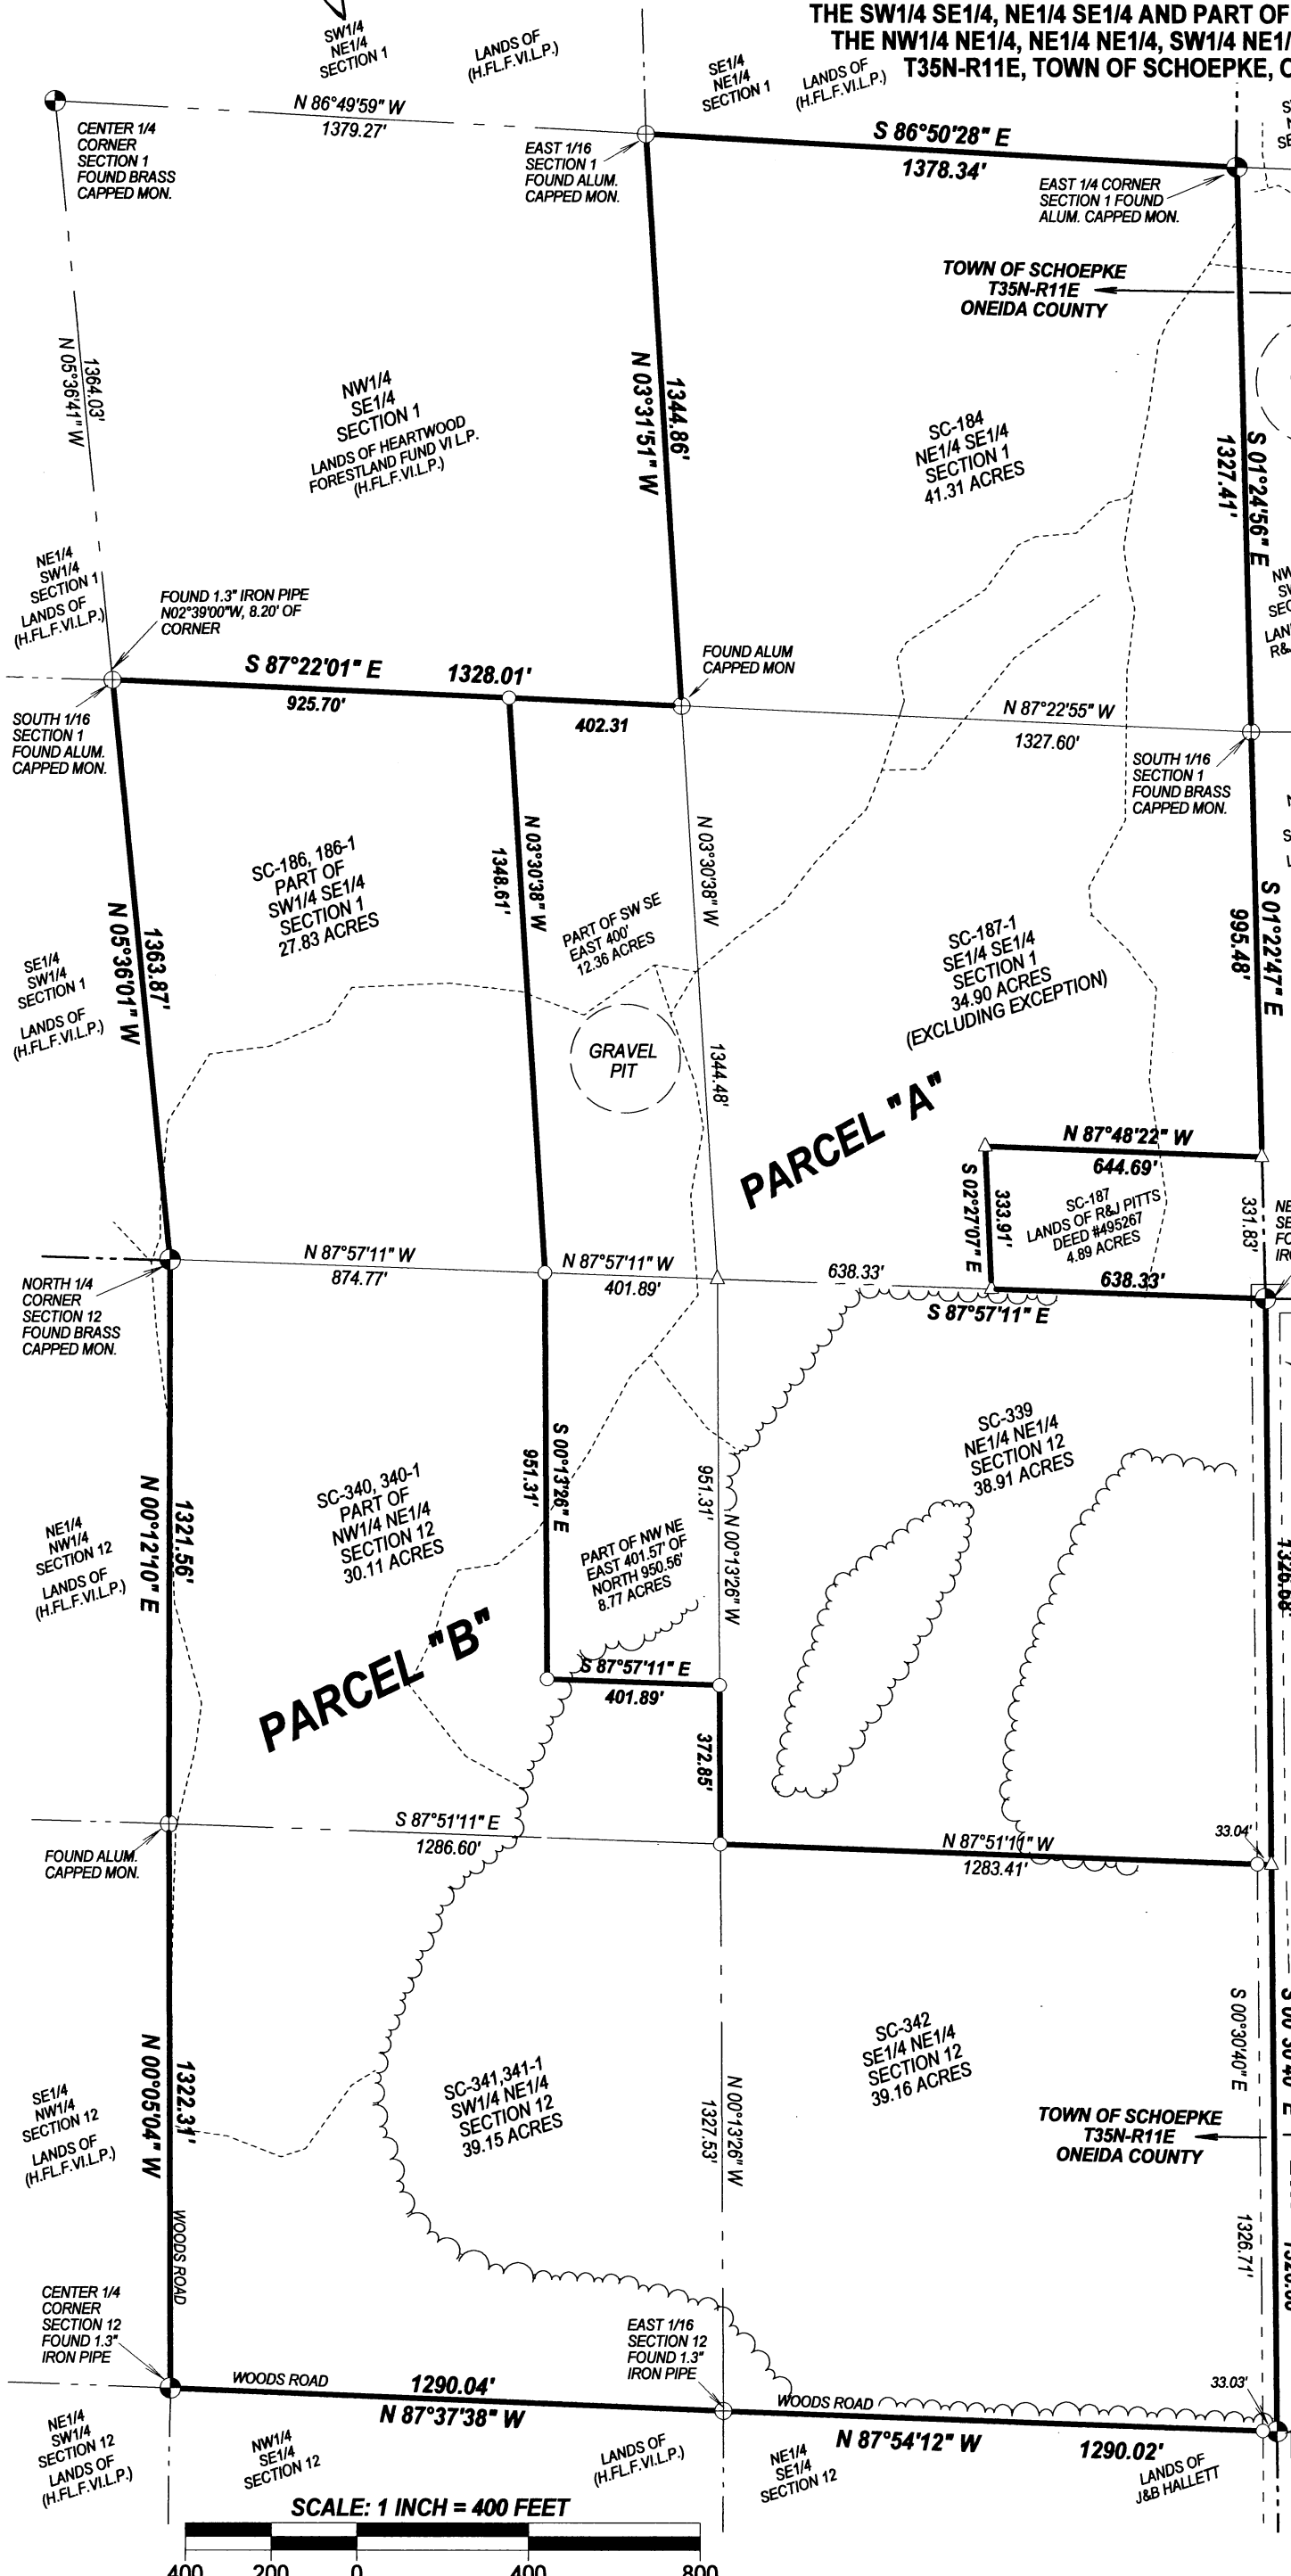 THE SW1/4 SE1/4, NE1/4 SE1/4 AND PART OF
THE NW1/4 NE1/4, NE1/4 NE1/4, SW1/4 NE1/
T35N-R11E, TOWN OF SCHOEPKE,
SW1/4
NE1/4
SECTION 1
LANDS OF
(H.FL.F.VI.L.P.)
SE1/4
NE1/4
SECTION 1
LANDS OF
(H.FL.F.VI.L.P.)
N 86°49'59" W
1379.27'
CENTER 1/4
CORNER
SECTION 1
FOUND BRASS
CAPPED MON.
EAST 1/16
SECTION 1
FOUND ALUM.
CAPPED MON.
S 86°50'28" E
1378.34'
EAST 1/4 CORNER
SECTION 1 FOUND
ALUM. CAPPED MON.
TOWN OF SCHOEPKE
T35N-R11E
ONEIDA COUNTY
1364.03'
N 05°36'41" W
NW1/4
SE1/4
SECTION 1
LANDS OF HEARTWOOD
FORESTLAND FUND VI L.P.
(H.FL.F.VI.L.P.)
1344.86'
N 03°31'51" W
SC-184
NE1/4 SE1/4
SECTION 1
41.31 ACRES
S 01°24'56" E
1327.41'
NE1/4
SW1/4
SECTION 1
LANDS OF
(H.FL.F.VI.L.P.)
FOUND 1.3" IRON PIPE
N02°39'00"W, 8.20' OF
CORNER
S 87°22'01" E 1328.01'
925.70'
402.31
FOUND ALUM
CAPPED MON
N 87°22'55" W
1327.60'
SOUTH 1/16
SECTION 1
FOUND ALUM.
CAPPED MON.
SOUTH 1/16
SECTION 1
FOUND BRASS
CAPPED MON.
SC-186, 186-1
PART OF
SW1/4 SE1/4
SECTION 1
27.83 ACRES
N 03°30'38" W
1348.61'
N 03°30'38" W
1344.48'
PART OF SW SE
EAST 400'
12.36 ACRES
GRAVEL
PIT
SC-187-1
SE1/4 SE1/4
SECTION 1
34.90 ACRES
(EXCLUDING EXCEPTION)
S 01°22'47" E
995.48'
1363.87'
N 05°36'01" W
SE1/4
SW1/4
SECTION 1
LANDS OF
(H.FL.F.VI.L.P.)
PARCEL "A"
N 87°48'22" W
644.69'
S 02°27'07" E
333.91'
SC-187
LANDS OF R&J PITTS
DEED #495267
4.89 ACRES
331.83'
N 87°57'11" W
874.77'
N 87°57'11" W
401.89'
638.33'
638.33'
S 87°57'11" E
NORTH 1/4
CORNER
SECTION 12
FOUND BRASS
CAPPED MON.
SC-339
NE1/4 NE1/4
SECTION 12
38.91 ACRES
S 00°13'26" E
951.31'
951.31'
N 00°13'26" W
SC-340, 340-1
PART OF
NW1/4 NE1/4
SECTION 12
30.11 ACRES
1321.56'
N 00°12'10" E
NE1/4
NW1/4
SECTION 12
LANDS OF
(H.FL.F.VI.L.P.)
PART OF NW NE
EAST 401.57' OF
NORTH 950.56'
8.77 ACRES
PARCEL "B"
S 87°57'11" E
401.89'
372.85'
S 87°51'11" E
1286.60'
N 87°51'11" W
1283.41'
33.04'
FOUND ALUM.
CAPPED MON.
S 00°30'40" E
SC-342
SE1/4 NE1/4
SECTION 12
39.16 ACRES
SC-341,341-1
SW1/4 NE1/4
SECTION 12
39.15 ACRES
1322.31'
N 00°05'04" W
SE1/4
NW1/4
SECTION 12
LANDS OF
(H.FL.F.VI.L.P.)
N 00°13'26" W
1327.53'
TOWN OF SCHOEPKE
T35N-R11E
ONEIDA COUNTY
1326.71'
WOODS ROAD
CENTER 1/4
CORNER
SECTION 12
FOUND 1.3"
IRON PIPE
EAST 1/16
SECTION 12
FOUND 1.3"
IRON PIPE
WOODS ROAD
1290.04'
N 87°37'38" W
WOODS ROAD
33.03'
N 87°54'12" W
1290.02'
NE1/4
SW1/4
SECTION 12
LANDS OF
(H.FL.F.VI.L.P.)
NW1/4
SE1/4
SECTION 12
LANDS OF
(H.FL.F.VI.L.P.)
NE1/4
SE1/4
SECTION 12
LANDS OF
J&B HALLETT
SCALE: 1 INCH = 400 FEET
400 200 0 400 800